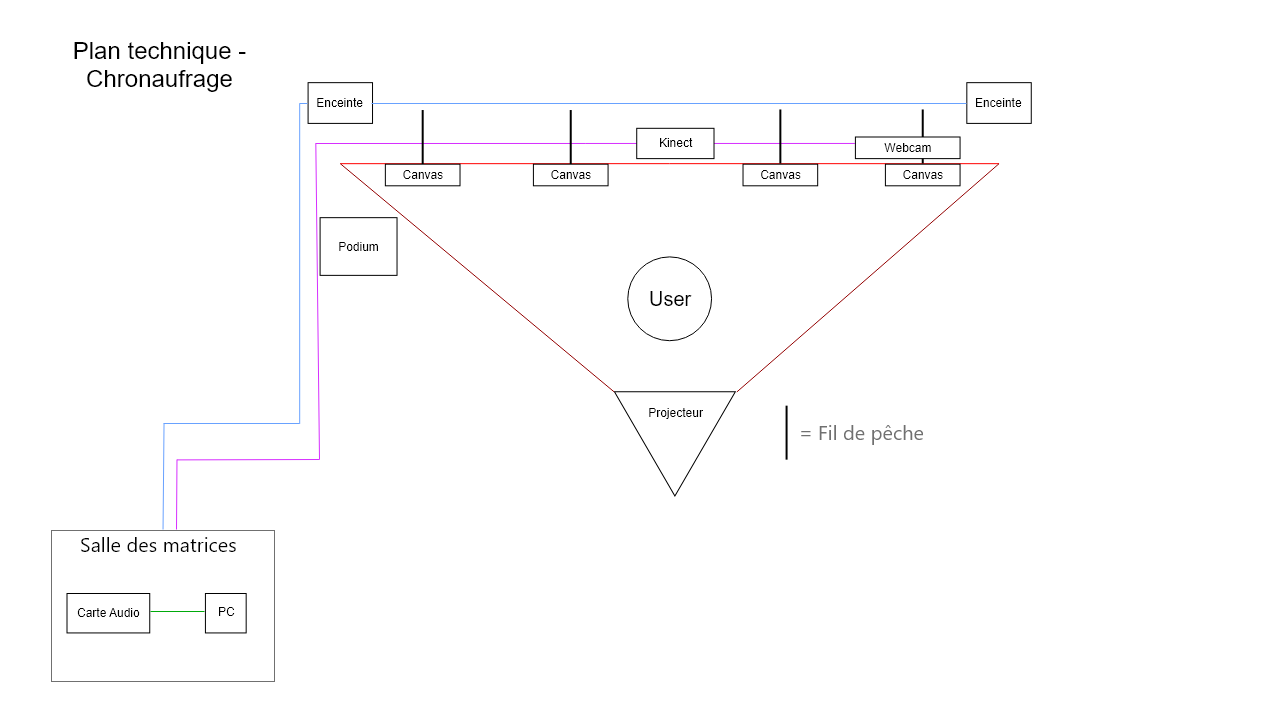 Plan technique -
Chronaufrage
Enceinte
Enceinte
Kinect
Webcam
Canvas
Canvas
Canvas
Canvas
Podium
User
Projecteur
= Fil de pêche
Salle des matrices
Carte Audio
PC